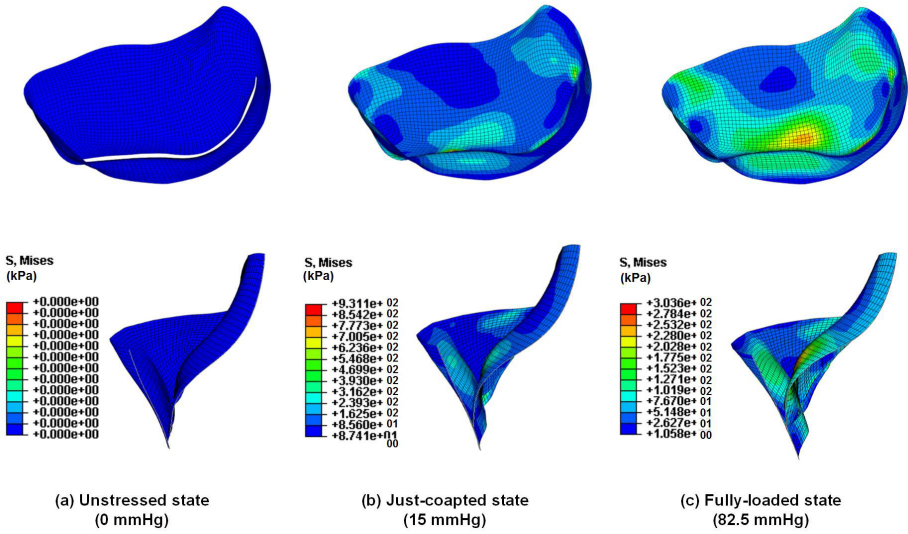 S, Mises
(kPa)
+0.000e+00
+0.000e+00
+0.000e+00
+0.000e+00
+0.000e+00
+0.000e+00
+0.000e+00
+0.000e+00
+0.000e+00
+0.000e+00
+0.000e+00
+0.000e+00
+0.000e+00
S, Mises
(kPa)
+9.311e+ 02
+8.542e+ 02
+7.773e+ 02
+7.005e+ 02
+6.236e+ 02
+5.468e+ 02
+4.699e+ 02
+3.930e+ 02
+3.162e+ 02
+2.393e+ 02
+1.625e+ 02
+8.560e+ 01
+8.741e+ 00
S, Mises
(kPa)
+3.036e+ 02
+2.784e+ 02
+2.532e+ 02
+2.280e+ 02
+2.028e+ 02
+1.775e+ 02
+1.523e+ 02
+1.271e+ 02
+1.019e+ 02
+7.670e+ 01
+5.148e+ 01
+2.627e+ 01
+1.058e+ 00
(a) Unstressed state
(0 mmHg)
(b) Just-coapted state
(15 mmHg)
(c) Fully-loaded state
(82.5 mmHg)